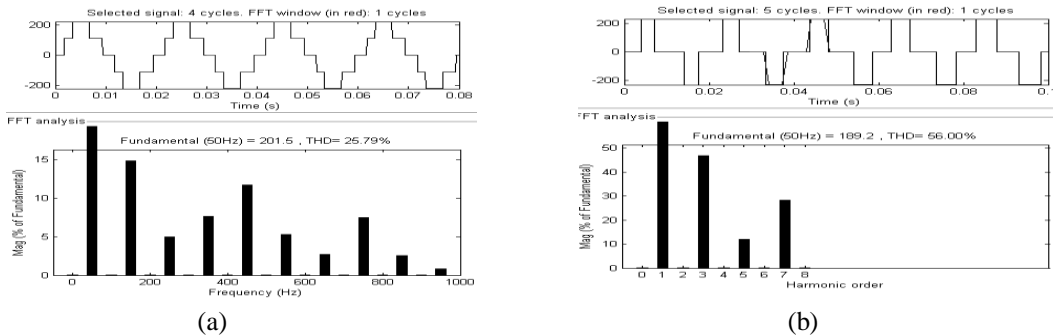 Selected signal: 4 cycles. FFT window (in red): 1 cycles
200
0
-200
0 0.01 0.02 0.03 0.04 0.05 0.06 0.07 0.08
Time (s)
FFT analysis
Fundamental (50Hz) = 201.5 , THD= 25.79%
Mag (% of Fundamental)
15
10
5
0
0 200 400 600 800 1000
Frequency (Hz)
(a)
Selected signal: 5 cycles. FFT window (in red): 1 cycles
200
0
-200
0 0.02 0.04 0.06 0.08 0.1
Time (s)
FFT analysis
Fundamental (50Hz) = 189.2 , THD= 56.00%
Mag (% of Fundamental)
50
40
30
20
10
0
0 1 2 3 4 5 6 7 8
Harmonic order
(b)